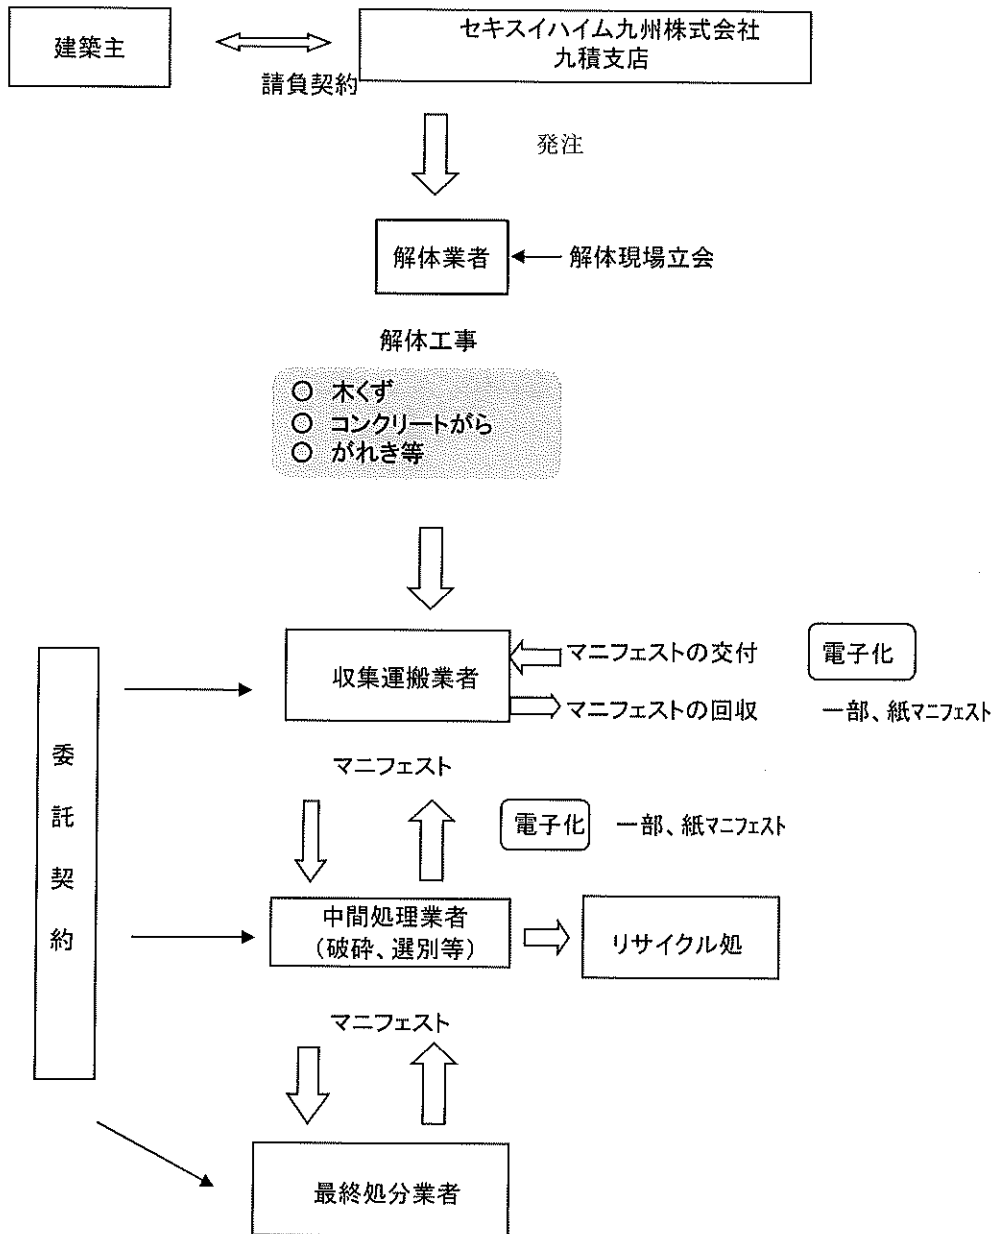 建築主
セキスイハイム九州株式会社
九積支店
請負契約
発注
解体業者
解体現場立会
解体工事
○ 木くず
○ コンクリートがら
○ がれき等
収集運搬業者
マニフェストの交付
電子化
マニフェストの回収
一部、紙マニフェスト
委託契約
マニフェスト
電子化
一部、紙マニフェスト
中間処理業者
(破砕、選別等)
リサイクル処
マニフェスト
最終処分業者